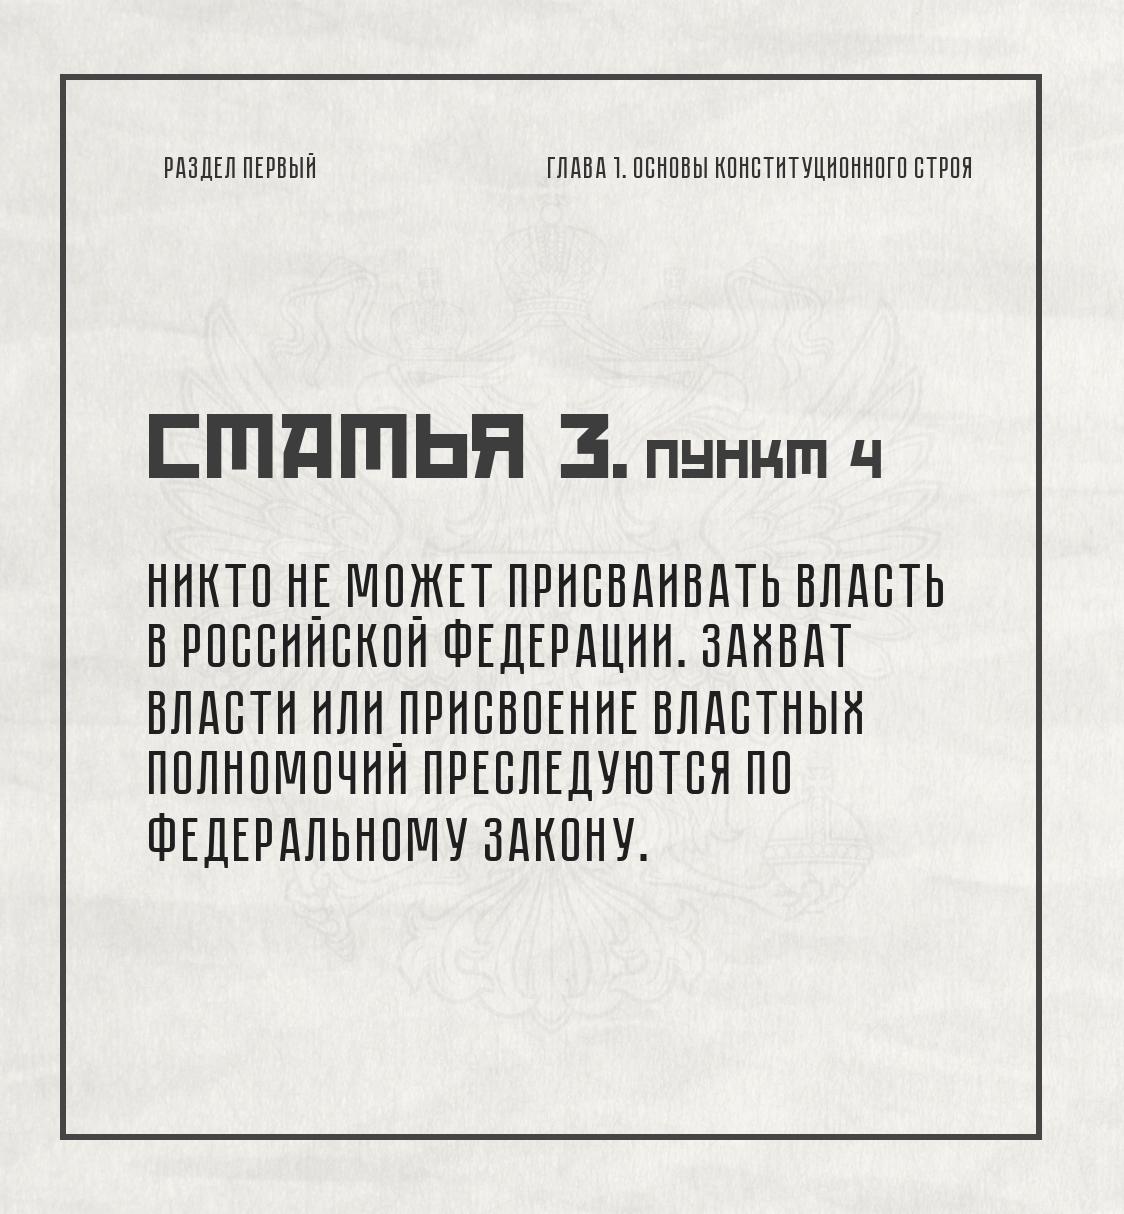 РАЗДЕЛ ПЕРВЫЙ
ГЛАВА 1. ОСНОВЫ КОНСТИТУЦИОННОГО СТРОЯ
СТАТЬЯ 3. ПУНКТ 4
НИКТО НЕ МОЖЕТ ПРИСВАИВАТЬ ВЛАСТЬ
В РОССИЙСКОЙ ФЕДЕРАЦИИ. ЗАХВАТ
ВЛАСТИ ИЛИ ПРИСВОЕНИЕ ВЛАСТНЫХ
ПОЛНОМОЧИЙ ПРЕСЛЕДУЮТСЯ ПО
ФЕДЕРАЛЬНОМУ ЗАКОНУ.